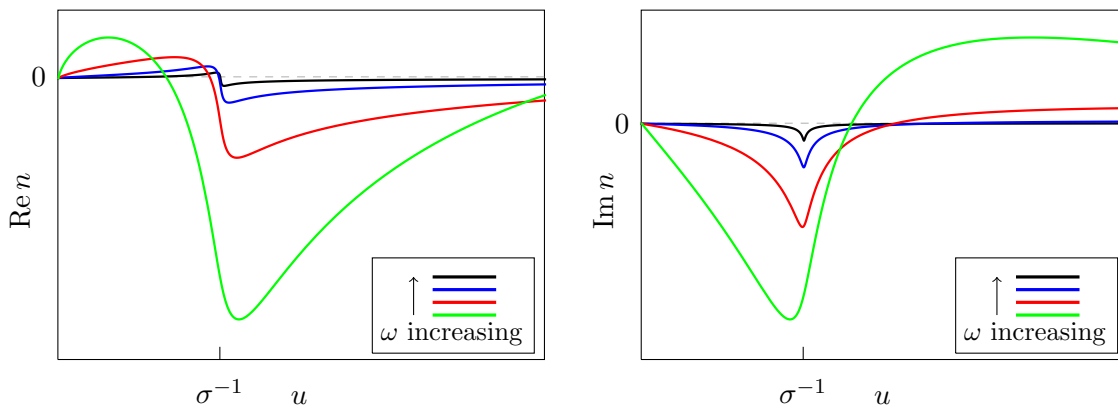 0
Re n
ω increasing
σ⁻¹
u
0
Im n
ω increasing
σ⁻¹
u